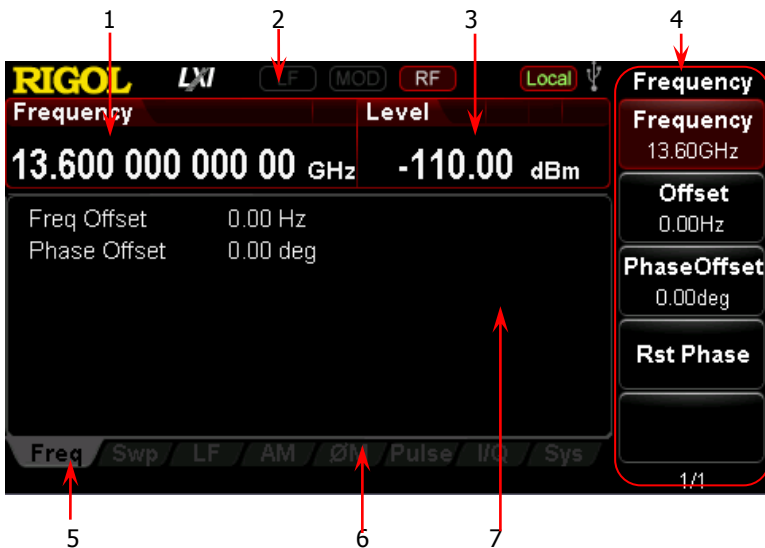 1 2 3 4
RIGOL LXI LF MOD RF Local
Frequency Level
13.600 000 000 00 GHz -110.00 dBm
Freq Offset 0.00 Hz
Phase Offset 0.00 deg
Freq Swp LF AM ØM Pulse I/Q Sys
Frequency
Frequency
13.60GHz
Offset
0.00Hz
PhaseOffset
0.00deg
Rst Phase
1/1
5 6 7